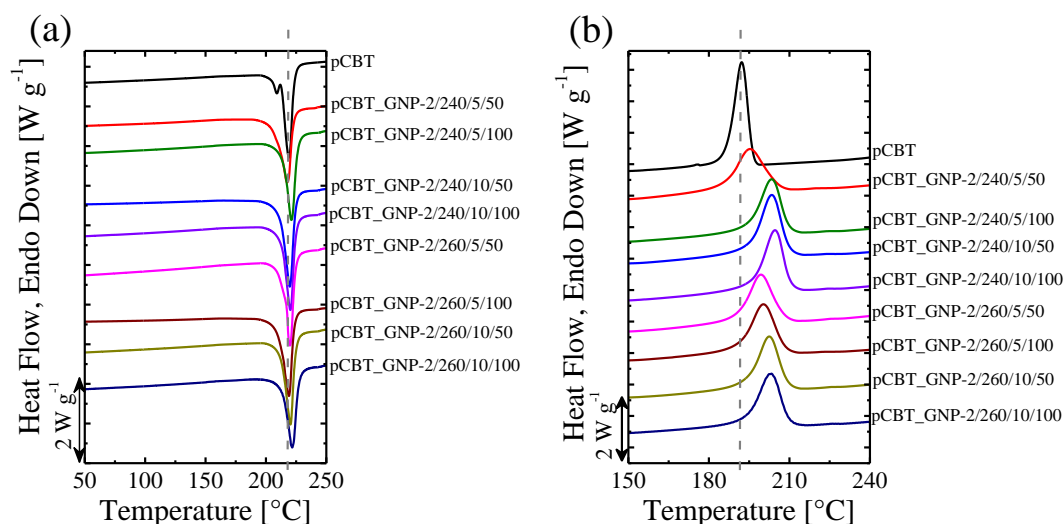 (a)
Heat Flow, Endo Down [W g-1]
2 W g-1
pCBT
pCBT_GNP-2/240/5/50
pCBT_GNP-2/240/5/100
pCBT_GNP-2/240/10/50
pCBT_GNP-2/240/10/100
pCBT_GNP-2/260/5/50
pCBT_GNP-2/260/5/100
pCBT_GNP-2/260/10/50
pCBT_GNP-2/260/10/100
50 100 150 200 250
Temperature [°C]
(b)
Heat Flow, Endo Down [W g-1]
2 W g-1
pCBT
pCBT_GNP-2/240/5/50
pCBT_GNP-2/240/5/100
pCBT_GNP-2/240/10/50
pCBT_GNP-2/240/10/100
pCBT_GNP-2/260/5/50
pCBT_GNP-2/260/5/100
pCBT_GNP-2/260/10/50
pCBT_GNP-2/260/10/100
150 180 210 240
Temperature [°C]